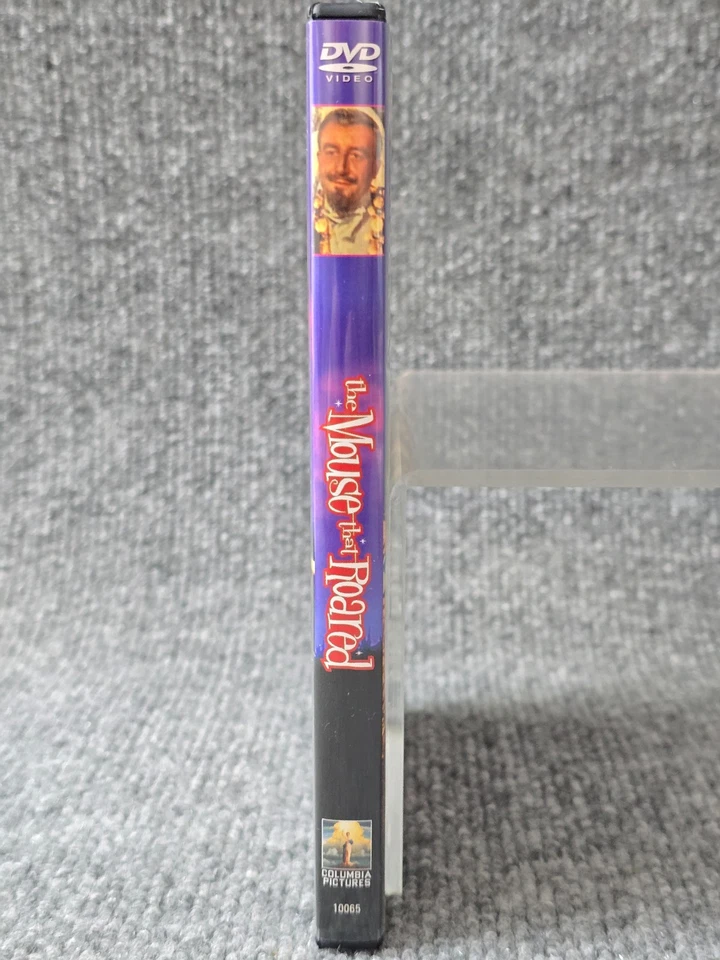 DVD
VIDEO
the Mouse that Roared
COLUMBIA
PICTURES
10065